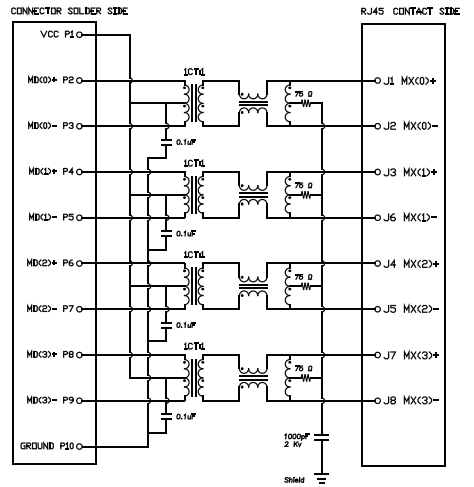 CONNECTOR SOLDER SIDE
RJ45 CONTACT SIDE
VCC P1
MD(0)+ P2
1CT:1
75 Ω
J1 MX(0)+
MD(0)- P3
0.1uF
J2 MX(0)-
MD(1)+ P4
1CT:1
75 Ω
J3 MX(1)+
MD(1)- P5
0.1uF
J6 MX(1)-
MD(2)+ P6
1CT:1
75 Ω
J4 MX(2)+
MD(2)- P7
0.1uF
J5 MX(2)-
MD(3)+ P8
1CT:1
75 Ω
J7 MX(3)+
MD(3)- P9
0.1uF
J8 MX(3)-
GROUND P10
1000pF
2 Kv
Shield